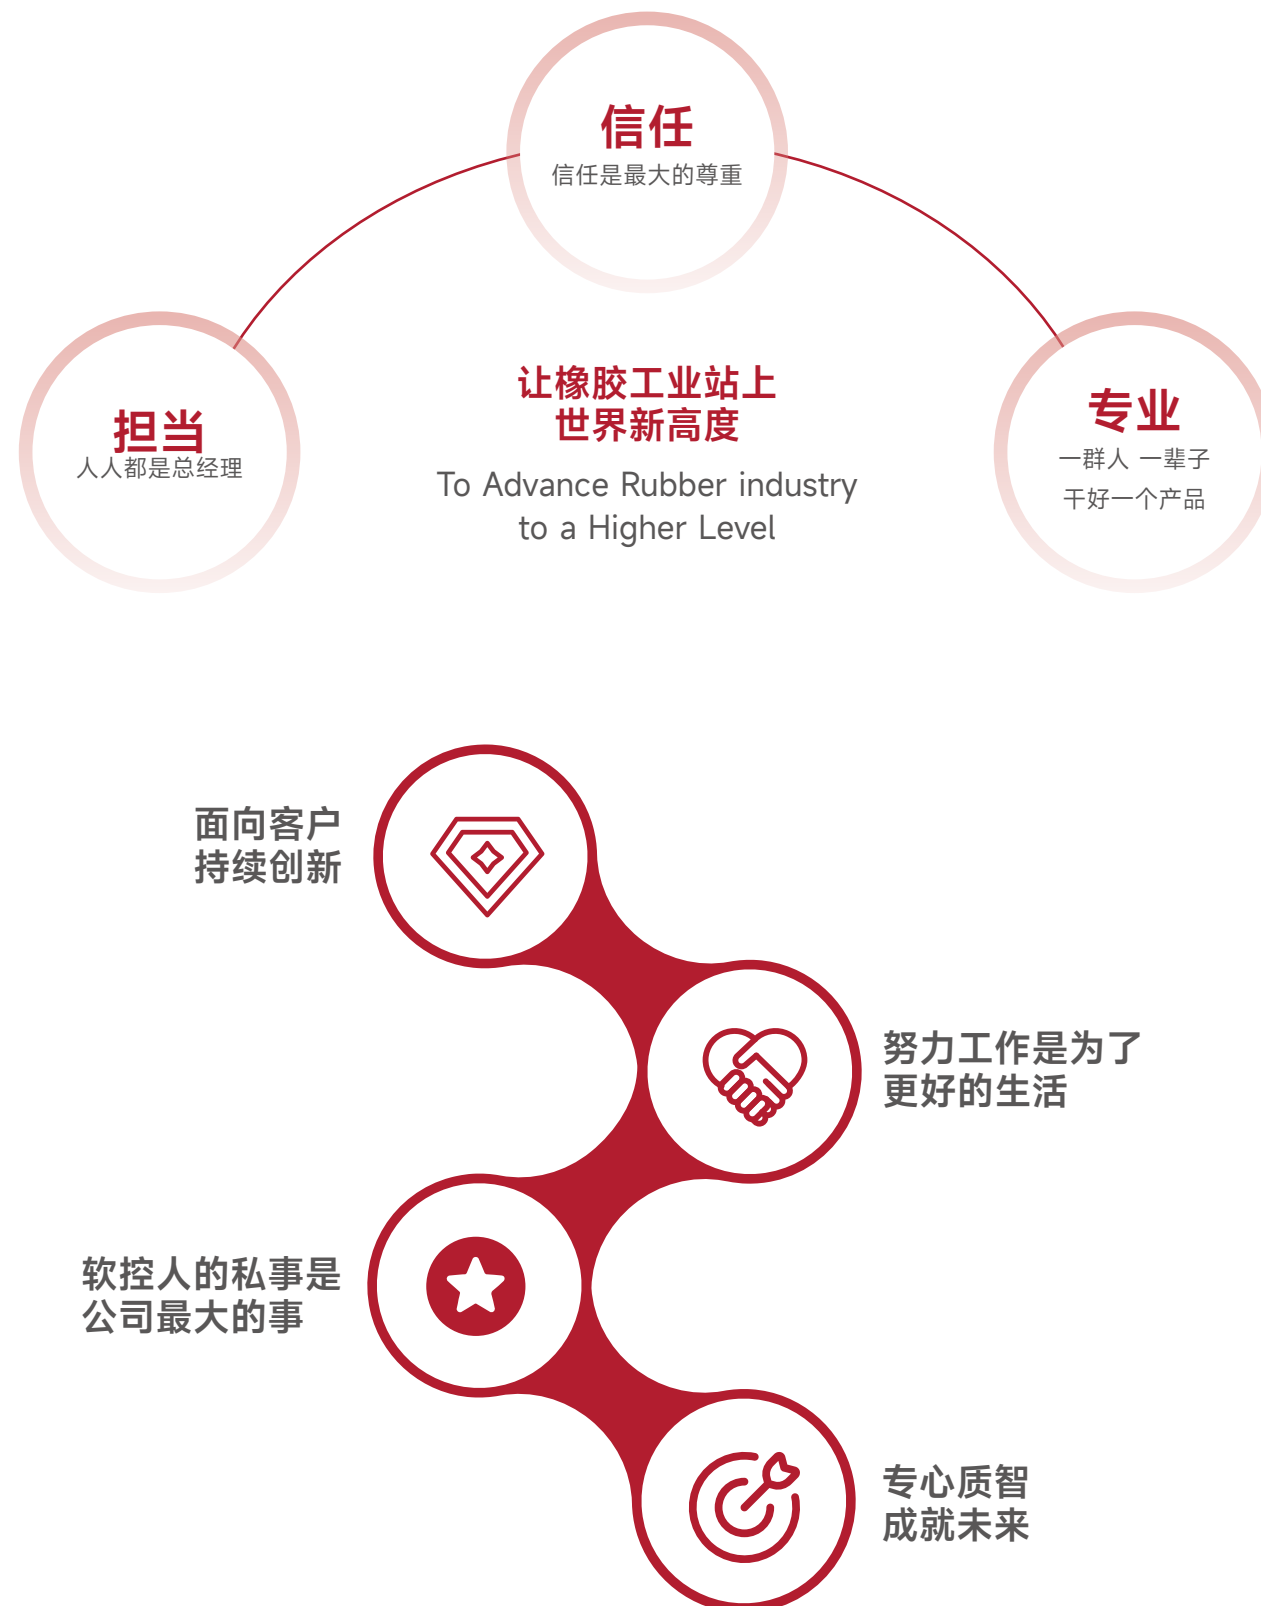 信任
信任是最大的尊重
担当
人人都是总经理
让橡胶工业站上
世界新高度
To Advance Rubber industry
to a Higher Level
专业
一群人 一辈子
干好一个产品
面向客户
持续创新
努力工作是为了
更好的生活
软控人的私事是
公司最大的事
专心质智
成就未来